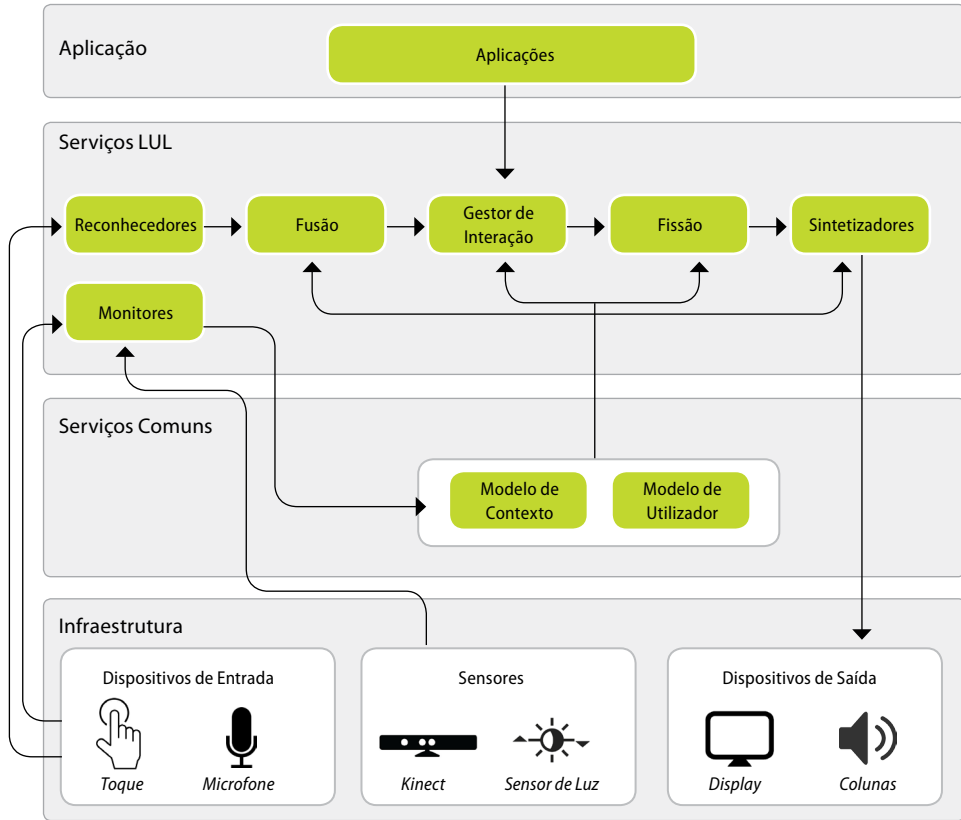 Aplicação
Aplicações
Serviços LUL
Reconhecedores
Fusão
Gestor de
Interação
Fissão
Sintetizadores
Monitores
Serviços Comuns
Modelo de
Contexto
Modelo de
Utilizador
Infraestrutura
Dispositivos de Entrada
Toque
Microfone
Sensores
Kinect
Sensor de Luz
Dispositivos de Saída
Display
Colunas